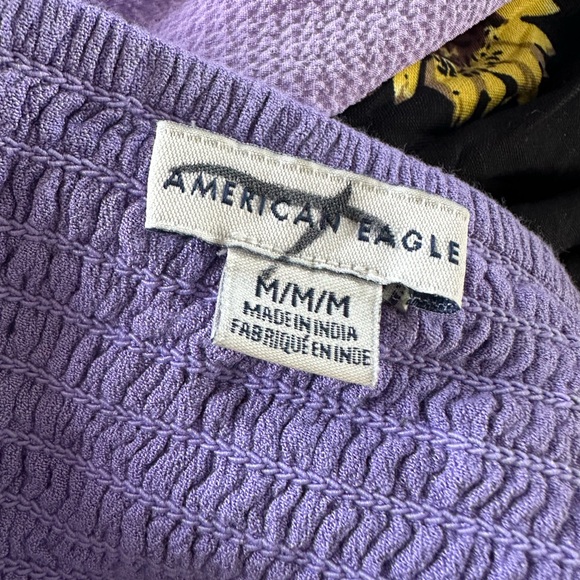 AMERICAN EAGLE
M/M/M
MADE IN INDIA
FABRIQUÉ EN INDE